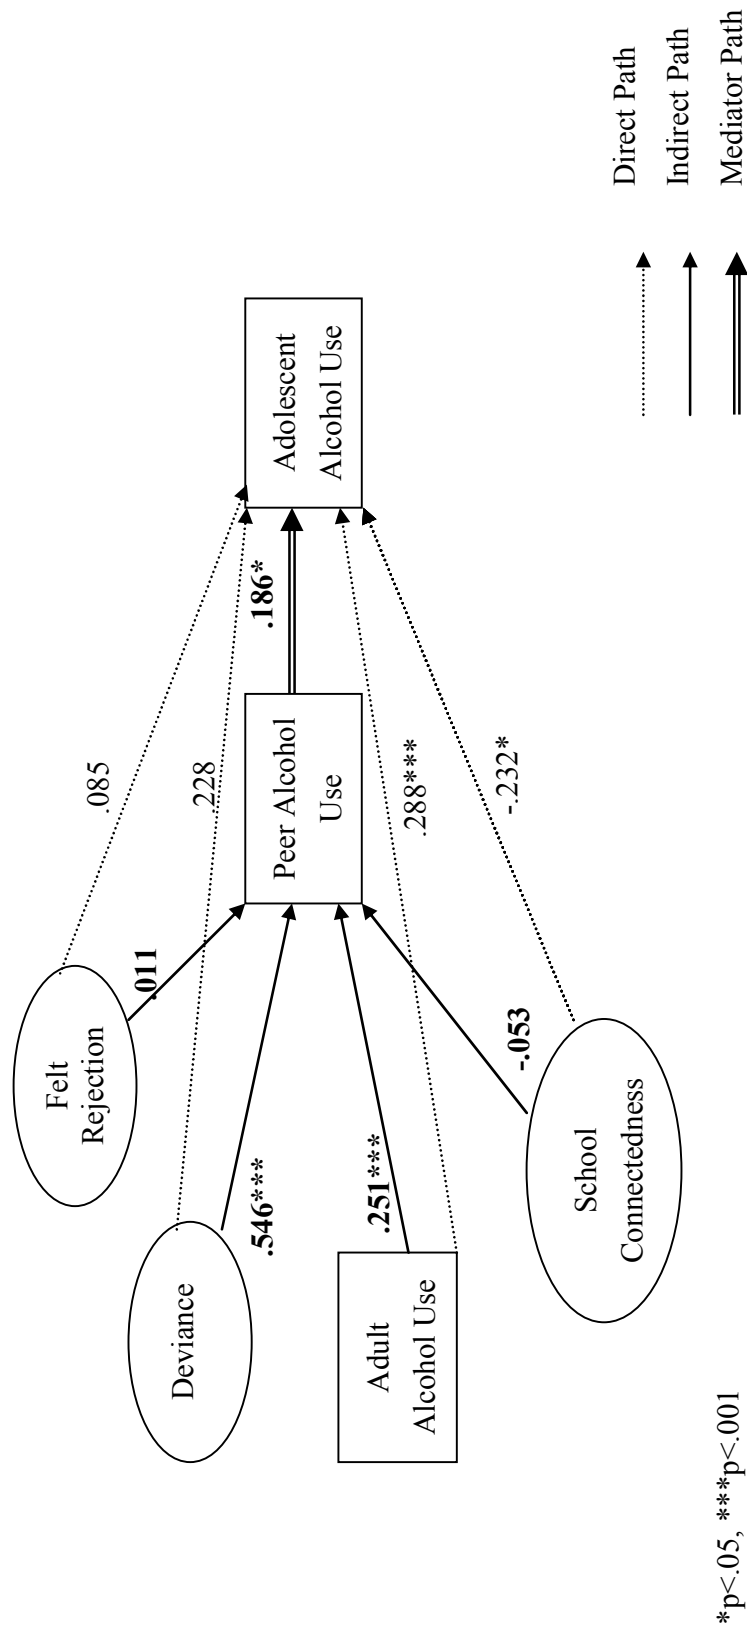 Felt
Rejection
.085
.011
Deviance
.228
.546***
Peer Alcohol
Use
.186*
Adolescent
Alcohol Use
Adult
Alcohol Use
.251***
.288***
School
Connectedness
-.053
-.232*
Direct Path
Indirect Path
Mediator Path
*p<.05, ***p<.001